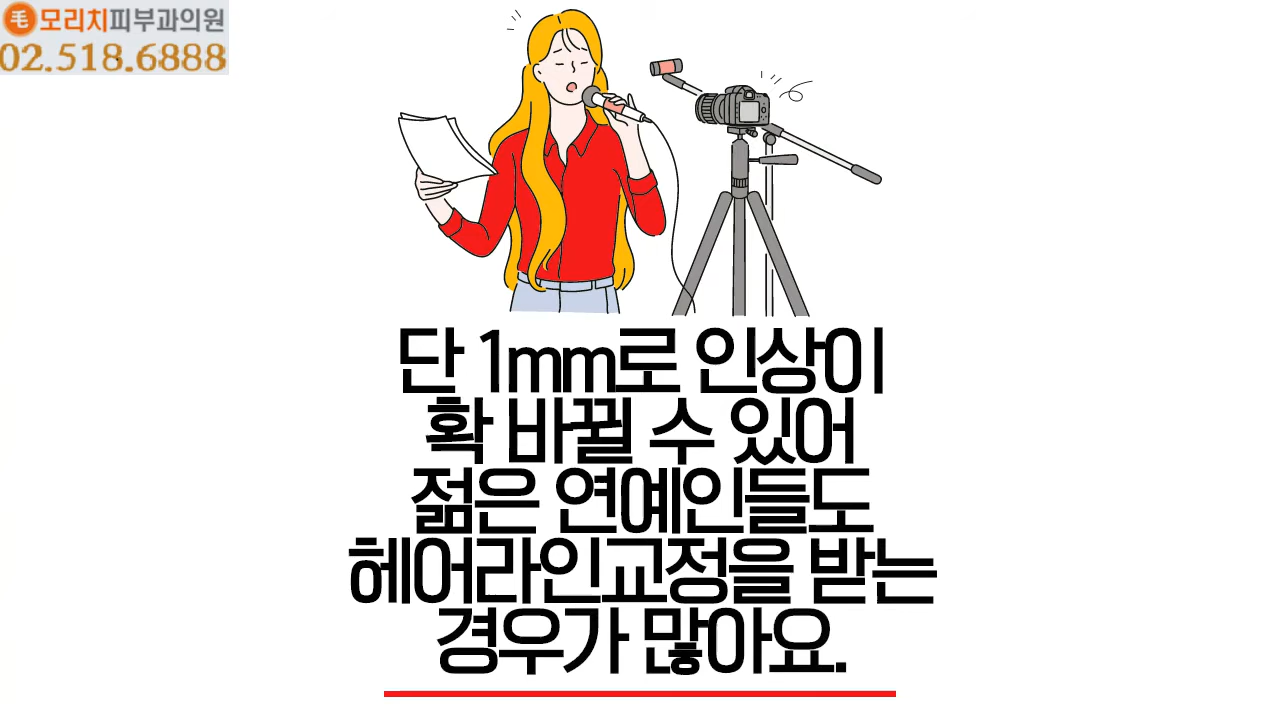 毛 모리치피부과의원
02.518.6888
단 1mm로 인상이
확 바뀔 수 있어
젊은 연예인들도
헤어라인교정을 받는
경우가 많아요.